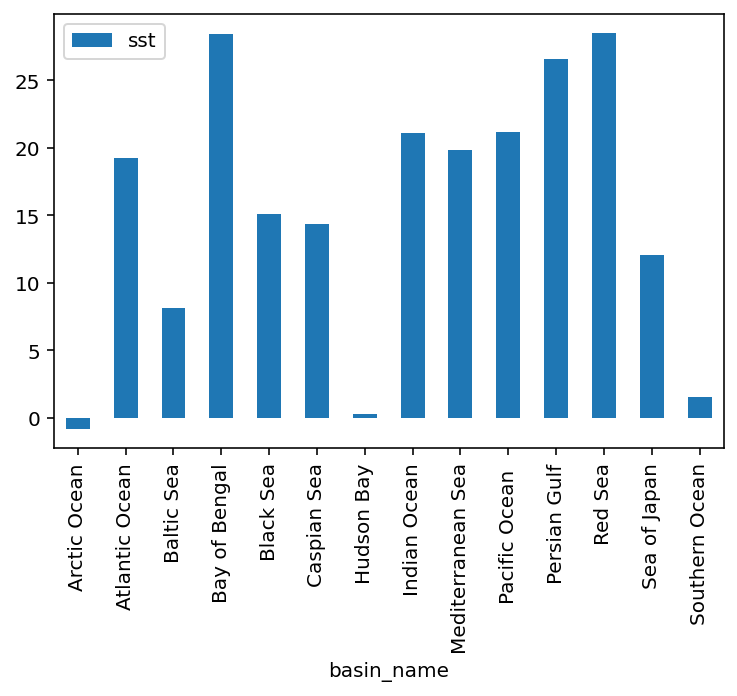 sst
25
20
15
10
5
0
Arctic Ocean
Atlantic Ocean
Baltic Sea
Bay of Bengal
Black Sea
Caspian Sea
Hudson Bay
Indian Ocean
Mediterranean Sea
Pacific Ocean
Persian Gulf
Red Sea
Sea of Japan
Southern Ocean
basin_name